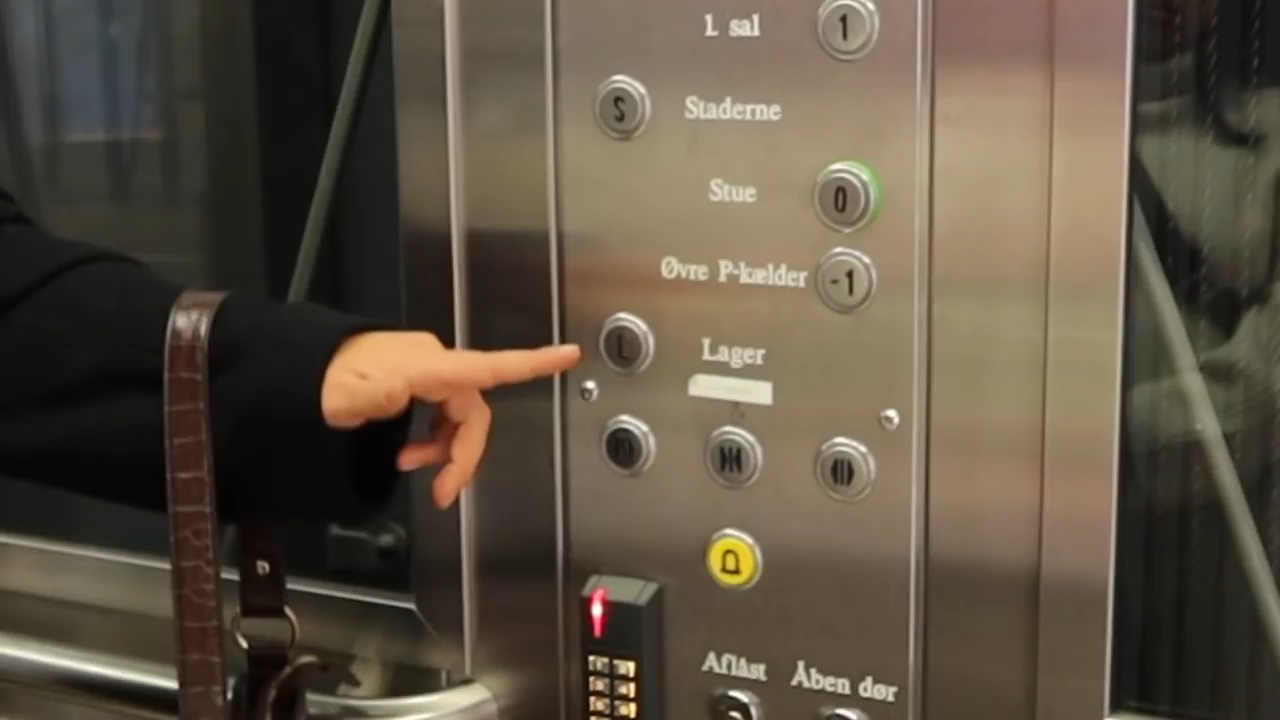 1. sal 1
S Staderne
Stue 0
Øvre P-kælder -1
L Lager
Aflåst Åben dør